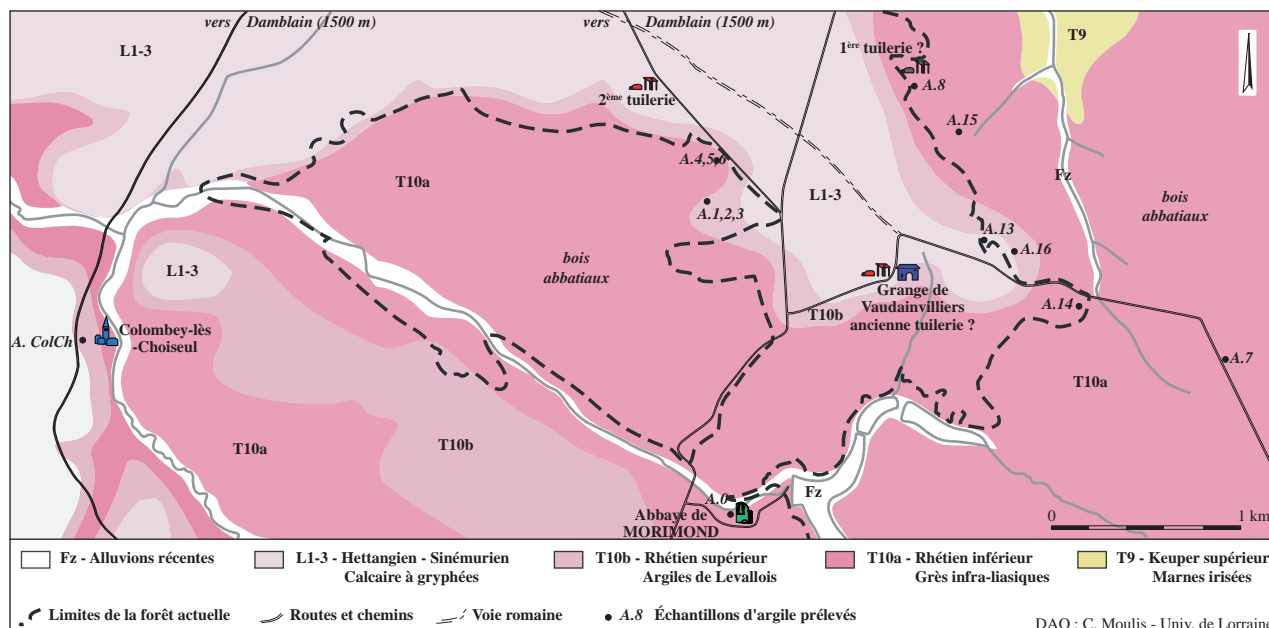 vers Damblain (1500 m)
vers Damblain (1500 m)
L1-3
T9
1ère tuilerie ?
A.8
2ème tuilerie
A.15
A.4,5,6
T10a
Fz
L1-3
A.1,2,3
bois
abbatiaux
A.13
A.16
bois
abbatiaux
L1-3
Grange de
Vaudainvilliers
ancienne tuilerie ?
T10b
A.14
Colombey-lès
-Choiseul
A. ColCh
A.7
T10a
T10a
T10b
A.0
Fz
Abbaye de
MORIMOND
0 1 km
Fz - Alluvions récentes
L1-3 - Hettangien - Sinémurien
Calcaire à gryphées
T10b - Rhétien supérieur
Argiles de Levallois
T10a - Rhétien inférieur
Grès infra-liasiques
T9 - Keuper supérieur
Marnes irisées
Limites de la forêt actuelle
Routes et chemins
Voie romaine
A.8 Échantillons d'argile prélevés
DAO : C. Moulis - Univ. de Lorraine